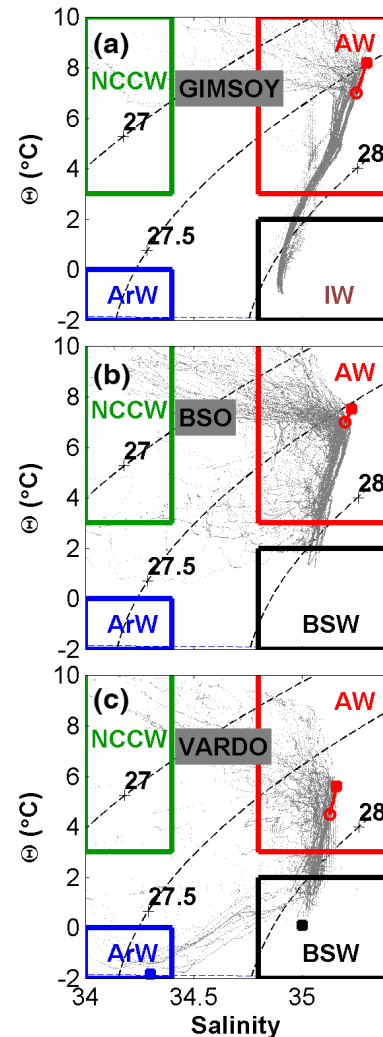 (a)
10
NCCW
AW
GIMSOY
8
6
27
28
4
Θ (°C)
2
27.5
0
ArW
IW
-2
(b)
10
AW
NCCW
8
BSO
6
27
28
4
Θ (°C)
2
27.5
0
ArW
BSW
-2
(c)
10
AW
NCCW
8
VARDO
6
27
28
4
Θ (°C)
2
27.5
0
ArW
BSW
-2
34
34.5
35
Salinity